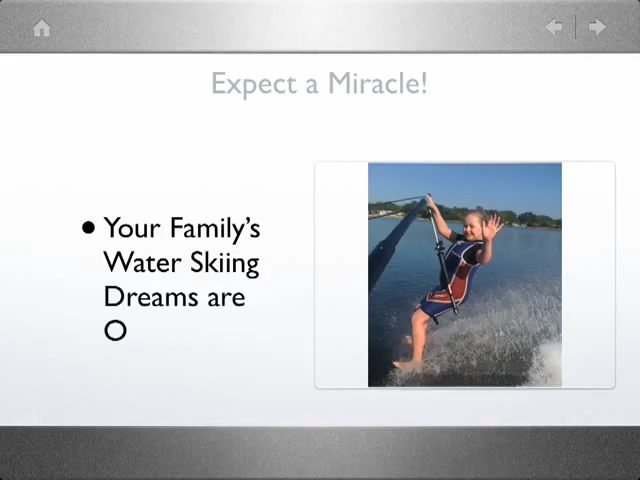 Expect a Miracle!
Your Family's
Water Skiing
Dreams are
O